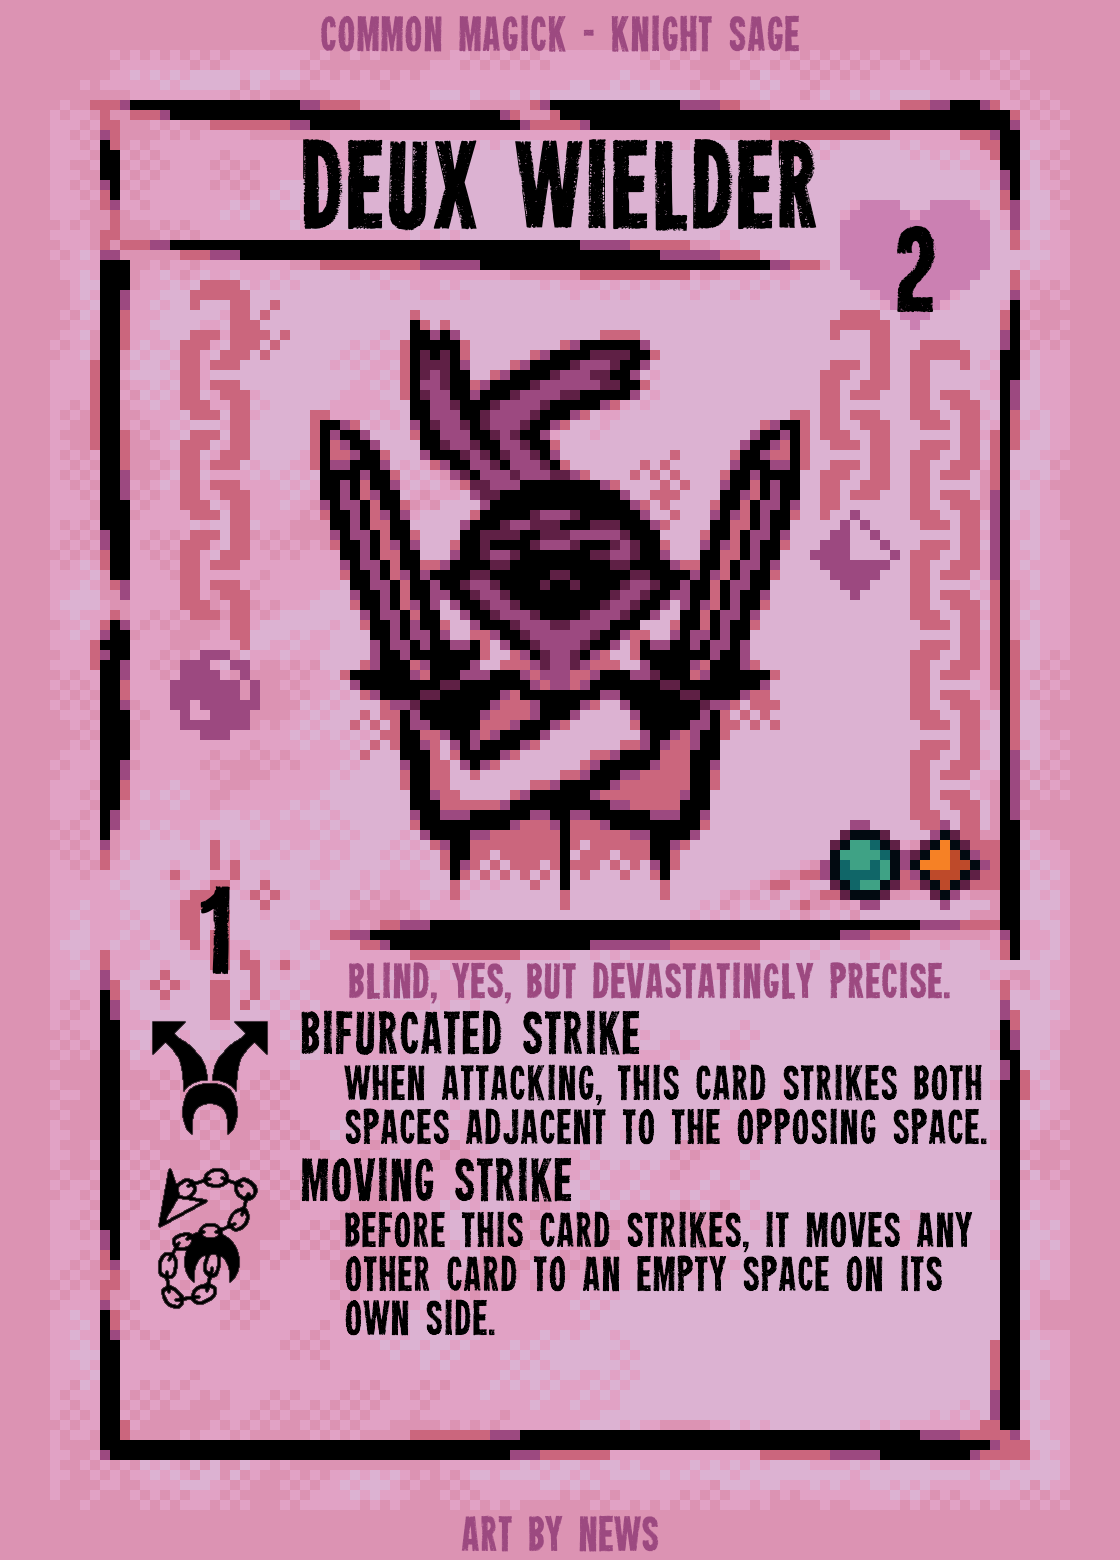 COMMON MAGICK - KNIGHT SAGE
DEUX WIELDER
2
1
BLIND, YES, BUT DEVASTATINGLY PRECISE.
BIFURCATED STRIKE
WHEN ATTACKING, THIS CARD STRIKES BOTH
SPACES ADJACENT TO THE OPPOSING SPACE.
MOVING STRIKE
BEFORE THIS CARD STRIKES, IT MOVES ANY
OTHER CARD TO AN EMPTY SPACE ON ITS
OWN SIDE.
ART BY NEWS